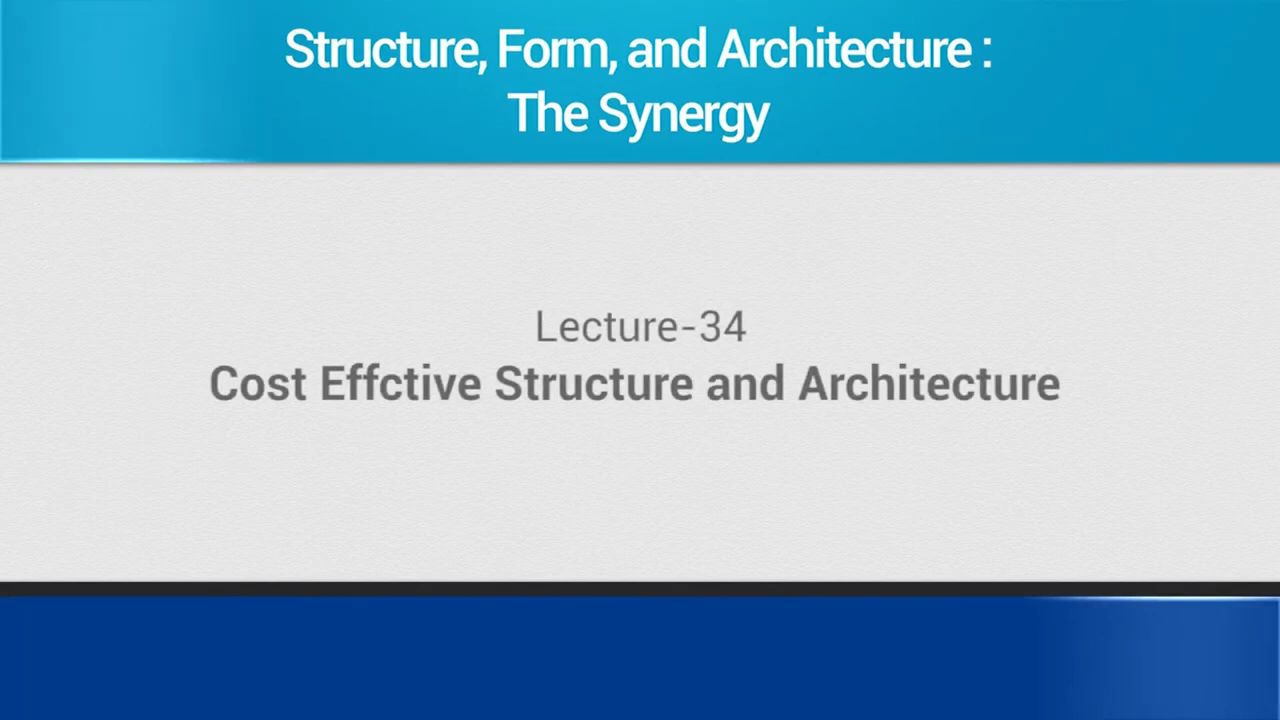 Structure, Form, and Architecture :
The Synergy
Lecture-34
Cost Effctive Structure and Architecture